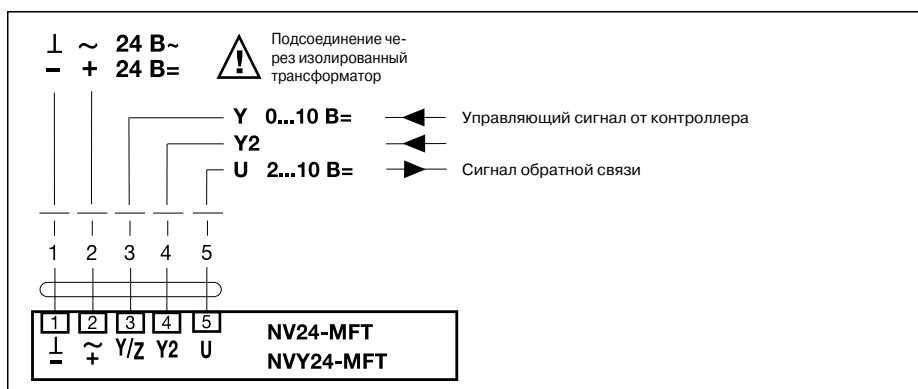 ⊥ ~ 24 В~
− + 24 В=
Подсоединение че-
рез изолированный
трансформатор
Y 0...10 В= Управляющий сигнал от контроллера
Y2
U 2...10 В= Сигнал обратной связи
1 2 3 4 5
1 2 3 4 5
⊥ ~ Y/Z Y2 U
− +
NV24-MFT
NVY24-MFT